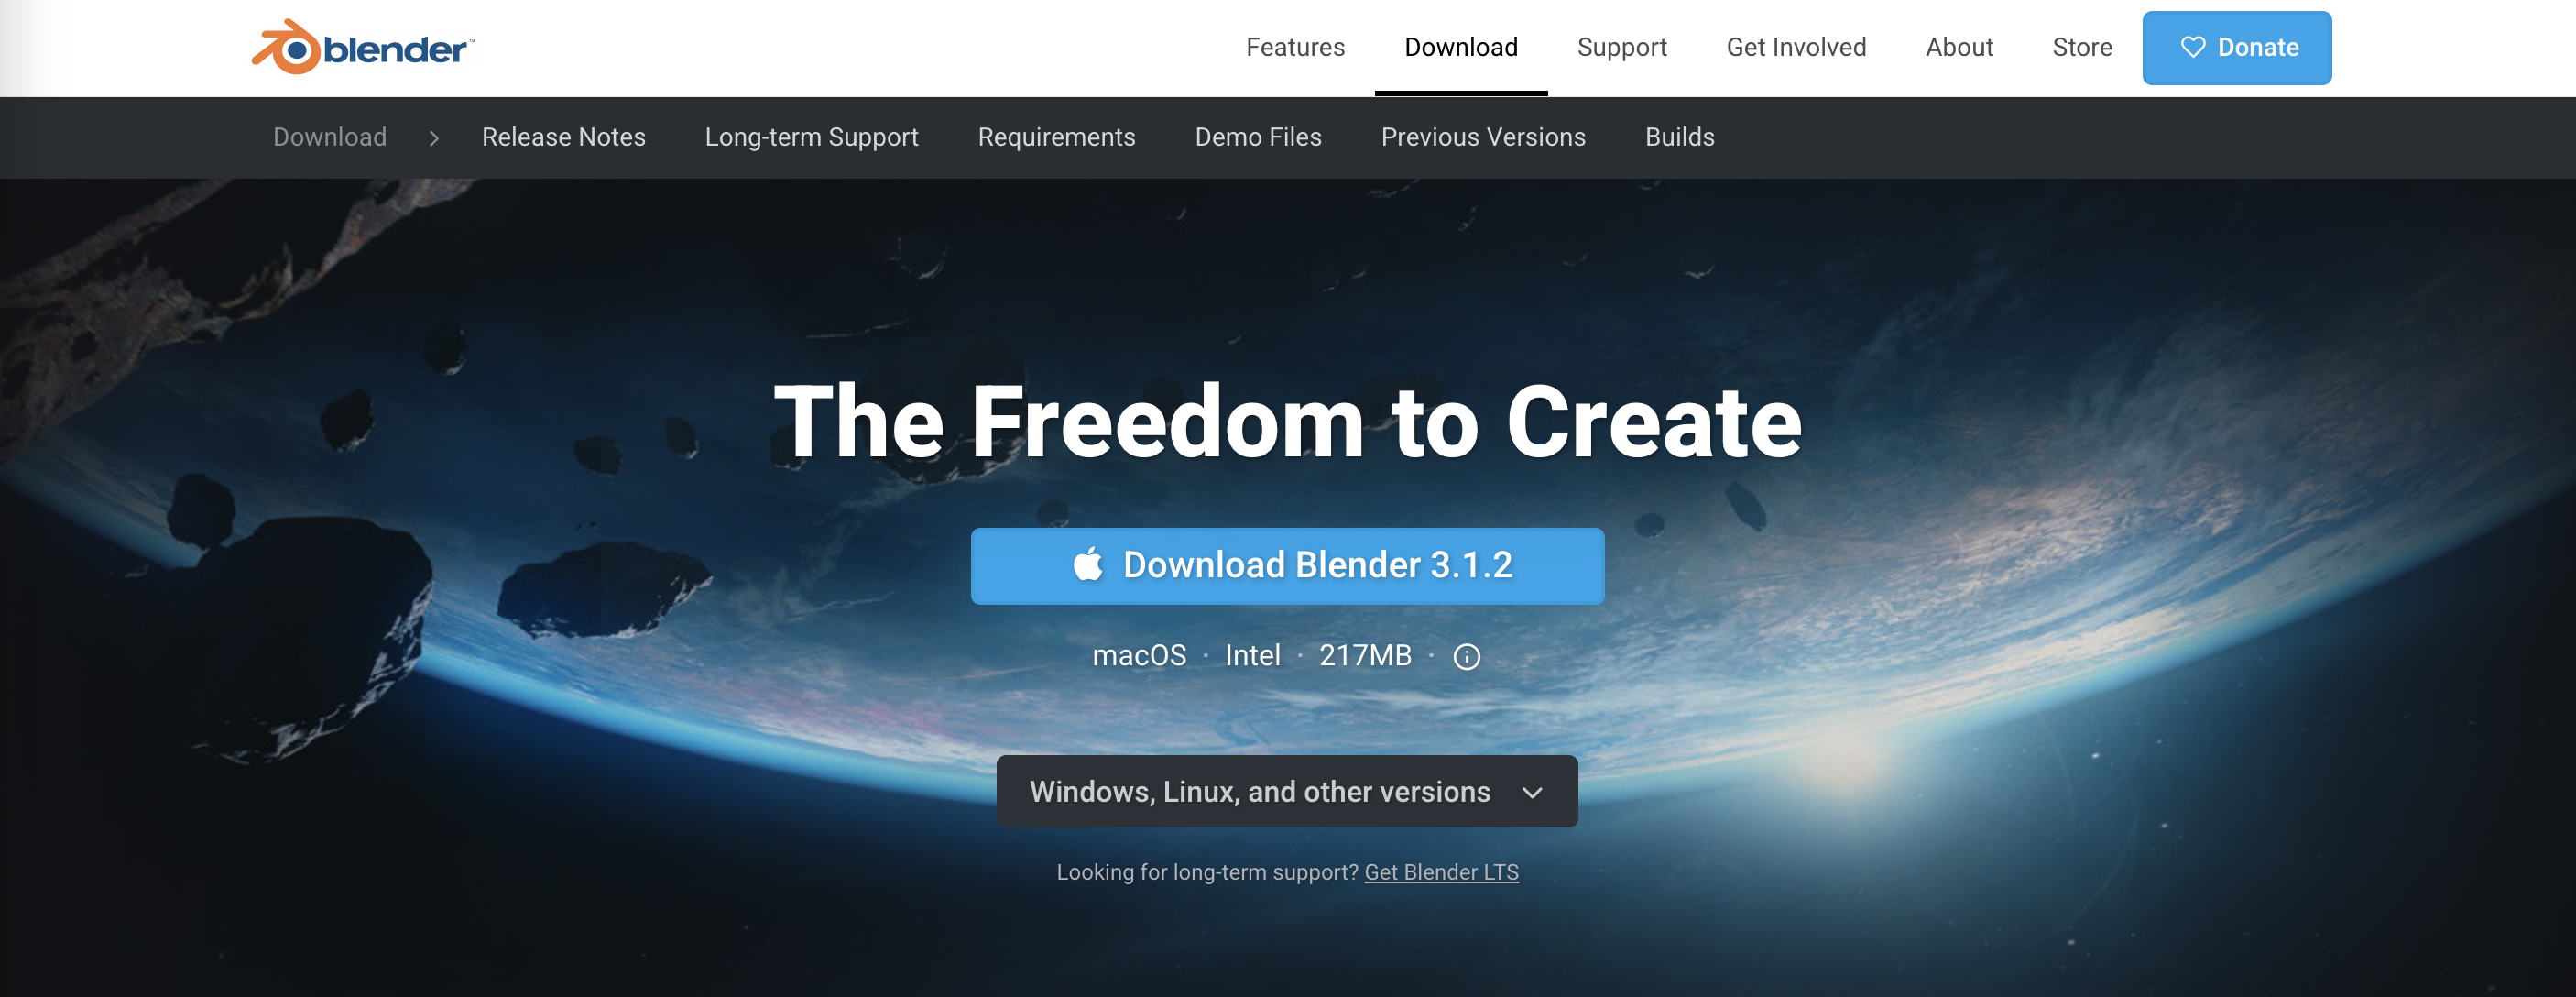 blender™
Features Download Support Get Involved About Store Donate
Download > Release Notes Long-term Support Requirements Demo Files Previous Versions Builds
The Freedom to Create
Download Blender 3.1.2
macOS · Intel · 217MB ·
Windows, Linux, and other versions
Looking for long-term support? Get Blender LTS